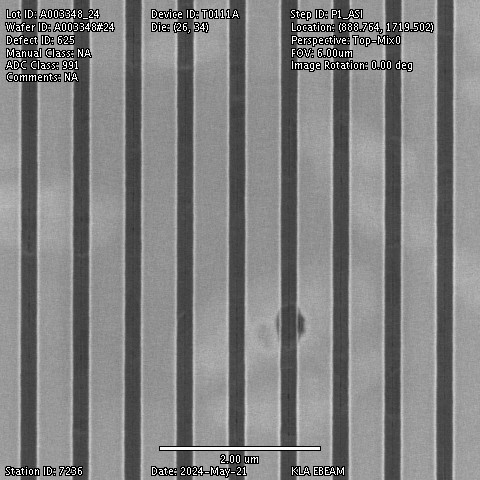 Lot ID: A003348_24
Wafer ID: A003348#24
Defect ID: 625
Manual Class: NA
ADC Class: 991
Comments: NA
Device ID: T0111A
Die: (26, 34)
Step ID: P1_ASI
Location: (888.764, 1719.502)
Perspective: Top-Mix0
FOV: 6.00um
Image Rotation: 0.00 deg
2.00 um
Station ID: 7236
Date: 2024-May-21
KLA EBEAM